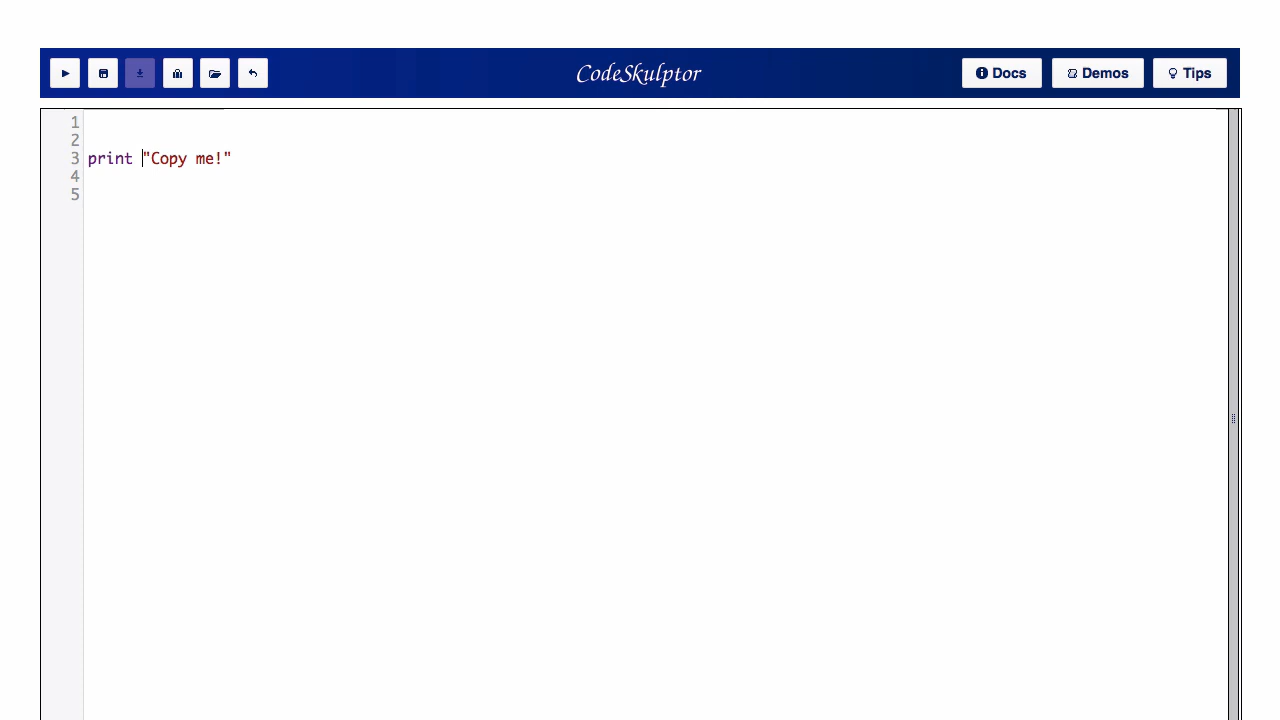 CodeSkulptor
Docs
Demos
Tips
1
2
3 print "Copy me!"
4
5